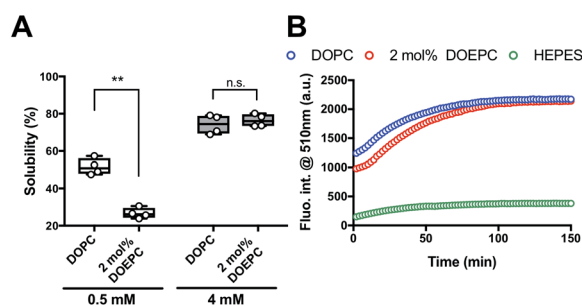 A
Solubility (%)
100
80
60
40
20
**
n.s.
DOPC
2 mol%
DOEPC
DOPC
2 mol%
DOEPC
0.5 mM
4 mM
B
DOPC
2 mol% DOEPC
HEPES
Fluo. int. @ 510nm (a.u.)
2500
2000
1500
1000
500
0
0
50
100
150
Time (min)